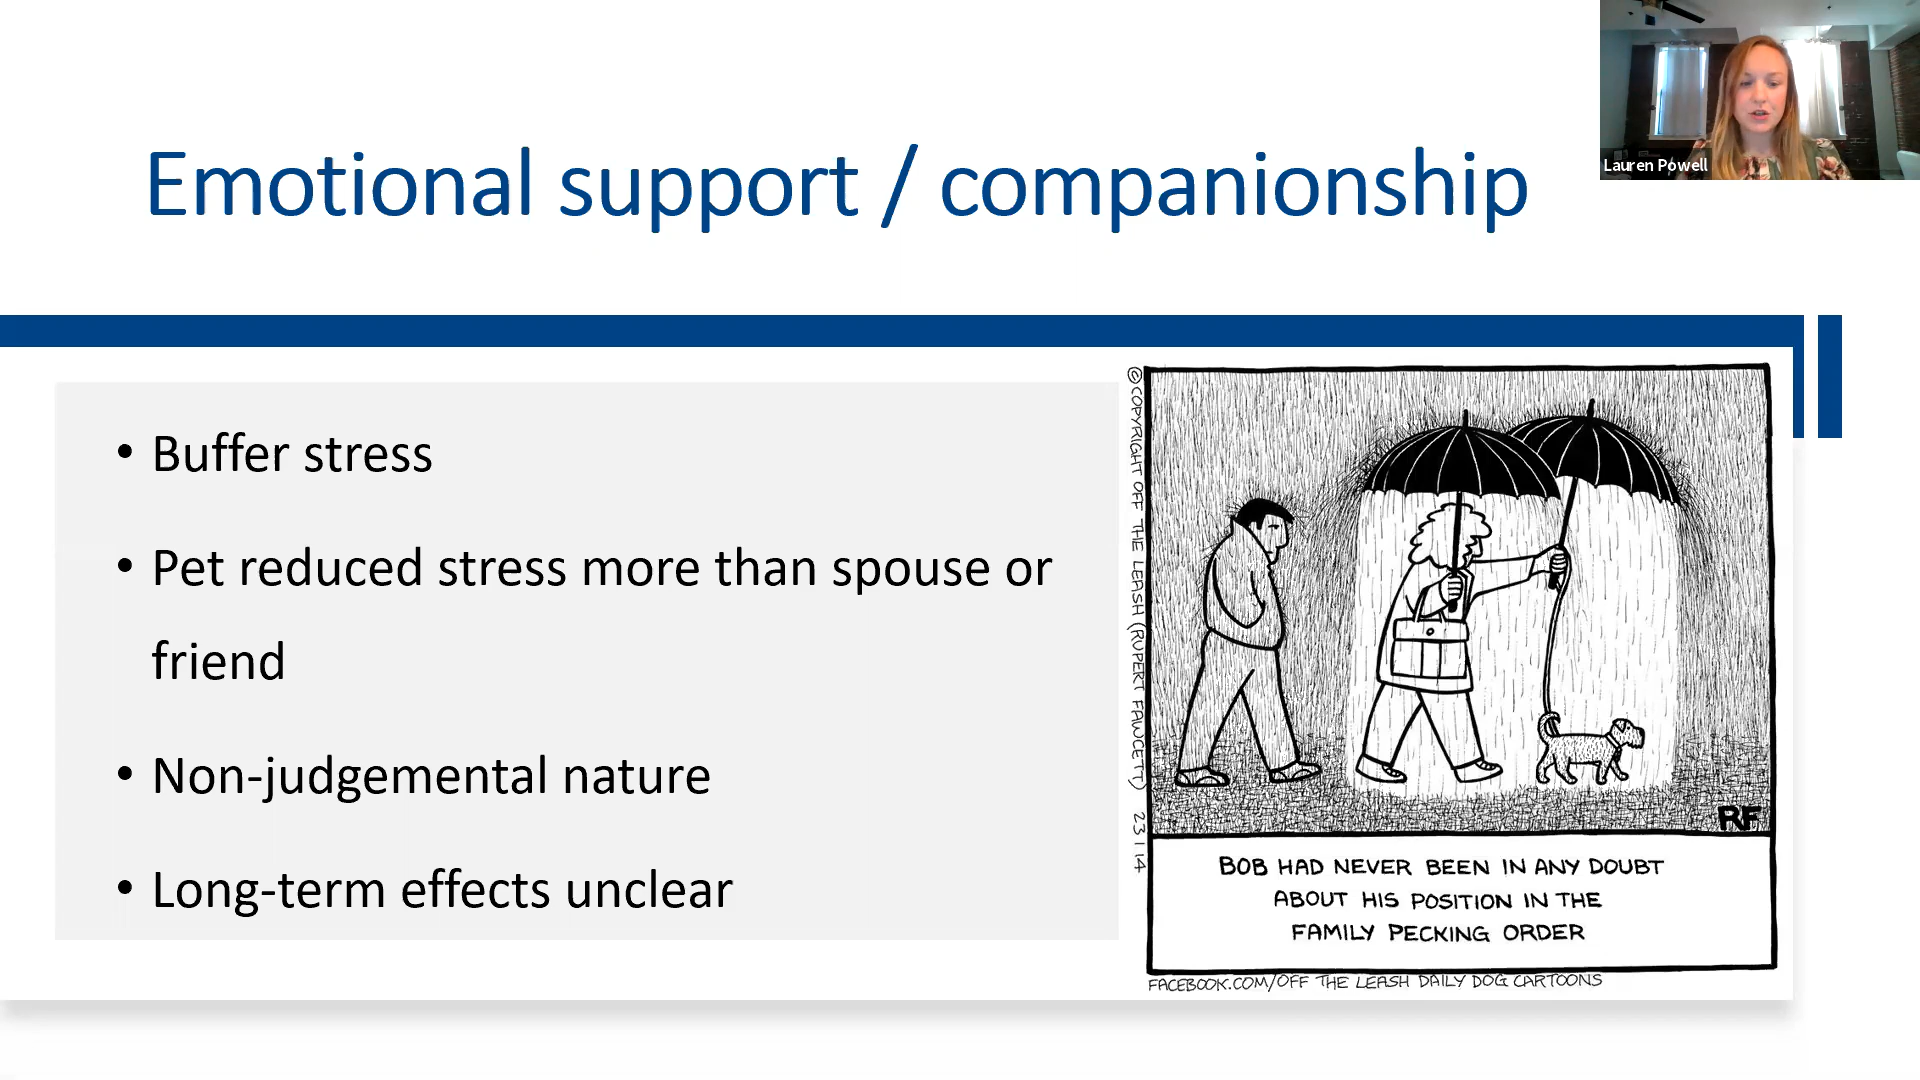 Lauren Powell
Emotional support / companionship
• Buffer stress
• Pet reduced stress more than spouse or
friend
• Non-judgemental nature
• Long-term effects unclear
© COPYRIGHT OFF THE LEASH (RUPERT FAWCETT) 23 1 14
RF
BOB HAD NEVER BEEN IN ANY DOUBT
ABOUT HIS POSITION IN THE
FAMILY PECKING ORDER
FACEBOOK.COM/OFF THE LEASH DAILY DOG CARTOONS